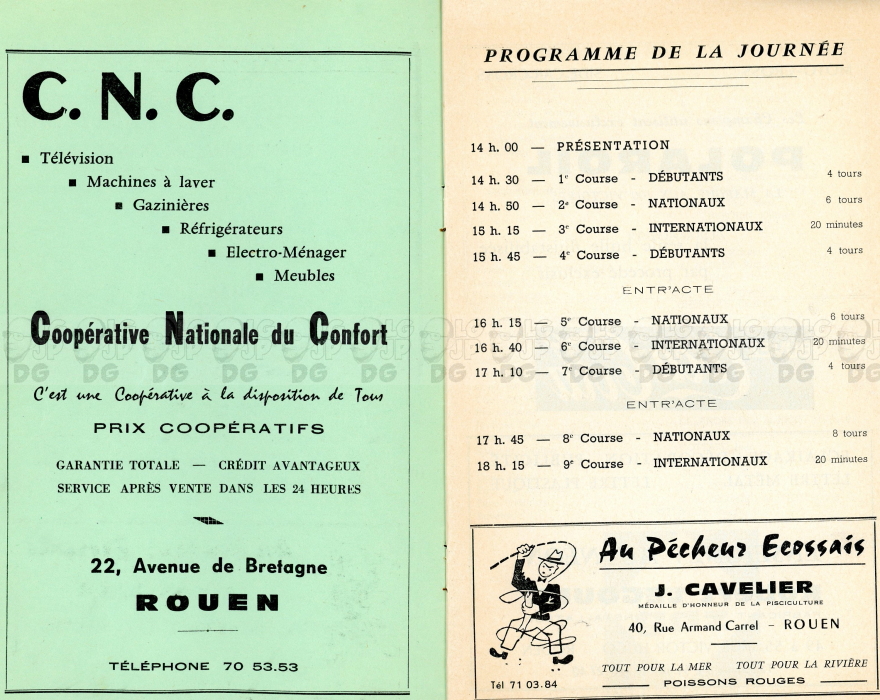 C. N. C.
■ Télévision
■ Machines à laver
■ Gazinières
■ Réfrigérateurs
■ Electro-Ménager
■ Meubles
Coopérative Nationale du Confort
C'est une Coopérative à la disposition de Tous
PRIX COOPÉRATIFS
GARANTIE TOTALE — CRÉDIT AVANTAGEUX
SERVICE APRÈS VENTE DANS LES 24 HEURES
22, Avenue de Bretagne
ROUEN
TÉLÉPHONE 70 53.53
PROGRAMME DE LA JOURNÉE
14 h. 00 — PRÉSENTATION
14 h. 30 — 1e Course - DÉBUTANTS 4 tours
14 h. 50 — 2e Course - NATIONAUX 6 tours
15 h. 15 — 3e Course - INTERNATIONAUX 20 minutes
15 h. 45 — 4e Course - DÉBUTANTS 4 tours
ENTR'ACTE
16 h. 15 — 5e Course - NATIONAUX 6 tours
16 h. 40 — 6e Course - INTERNATIONAUX 20 minutes
17 h. 10 — 7e Course - DÉBUTANTS 4 tours
ENTR'ACTE
17 h. 45 — 8e Course - NATIONAUX 8 tours
18 h. 15 — 9e Course - INTERNATIONAUX 20 minutes
Au Pêcheur Ecossais
J. CAVELIER
MÉDAILLE D'HONNEUR DE LA PISCICULTURE
40, Rue Armand Carrel - ROUEN
TOUT POUR LA MER TOUT POUR LA RIVIÈRE
Tél 71 03.84 — POISSONS ROUGES —